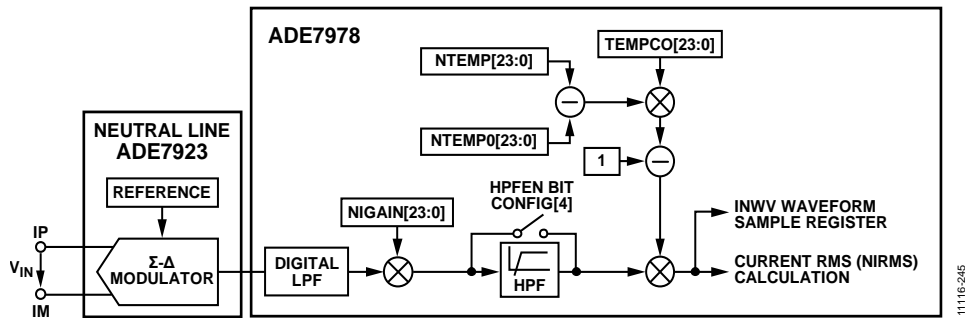 ADE7978
NTEMP[23:0]
TEMPCO[23:0]
NTEMP0[23:0]
1
NEUTRAL LINE
ADE7923
REFERENCE
NIGAIN[23:0]
HPFEN BIT
CONFIG[4]
INWV WAVEFORM
SAMPLE REGISTER
IP
VIN
IM
Σ-Δ
MODULATOR
DIGITAL
LPF
HPF
CURRENT RMS (NIRMS)
CALCULATION
11116-245